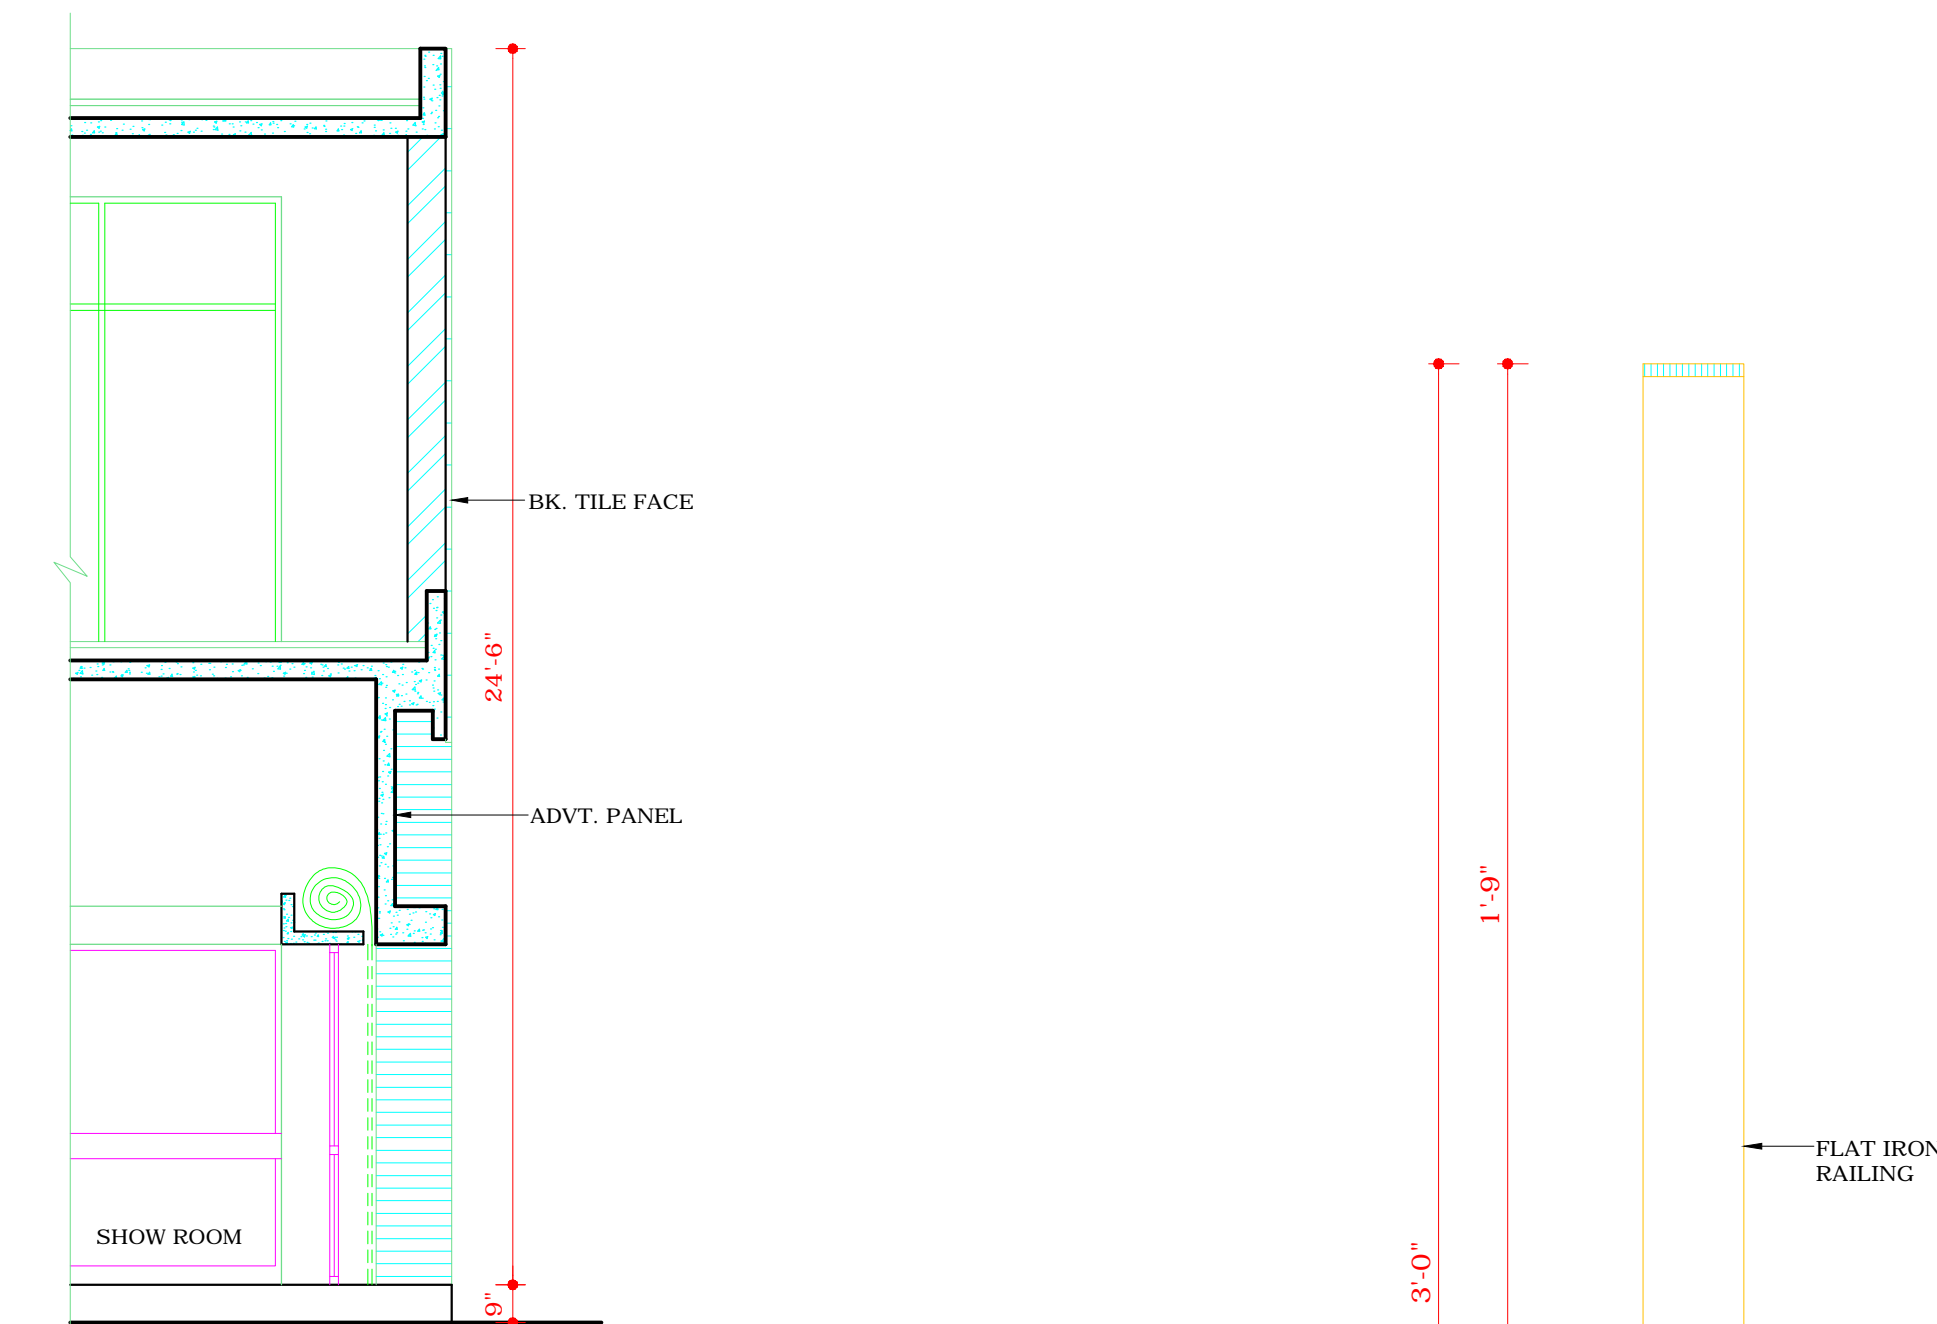 BK. TILE FACE
24'-6"
ADVT. PANEL
1'-9"
FLAT IRON
RAILING
SHOW ROOM
3'-0"
9"